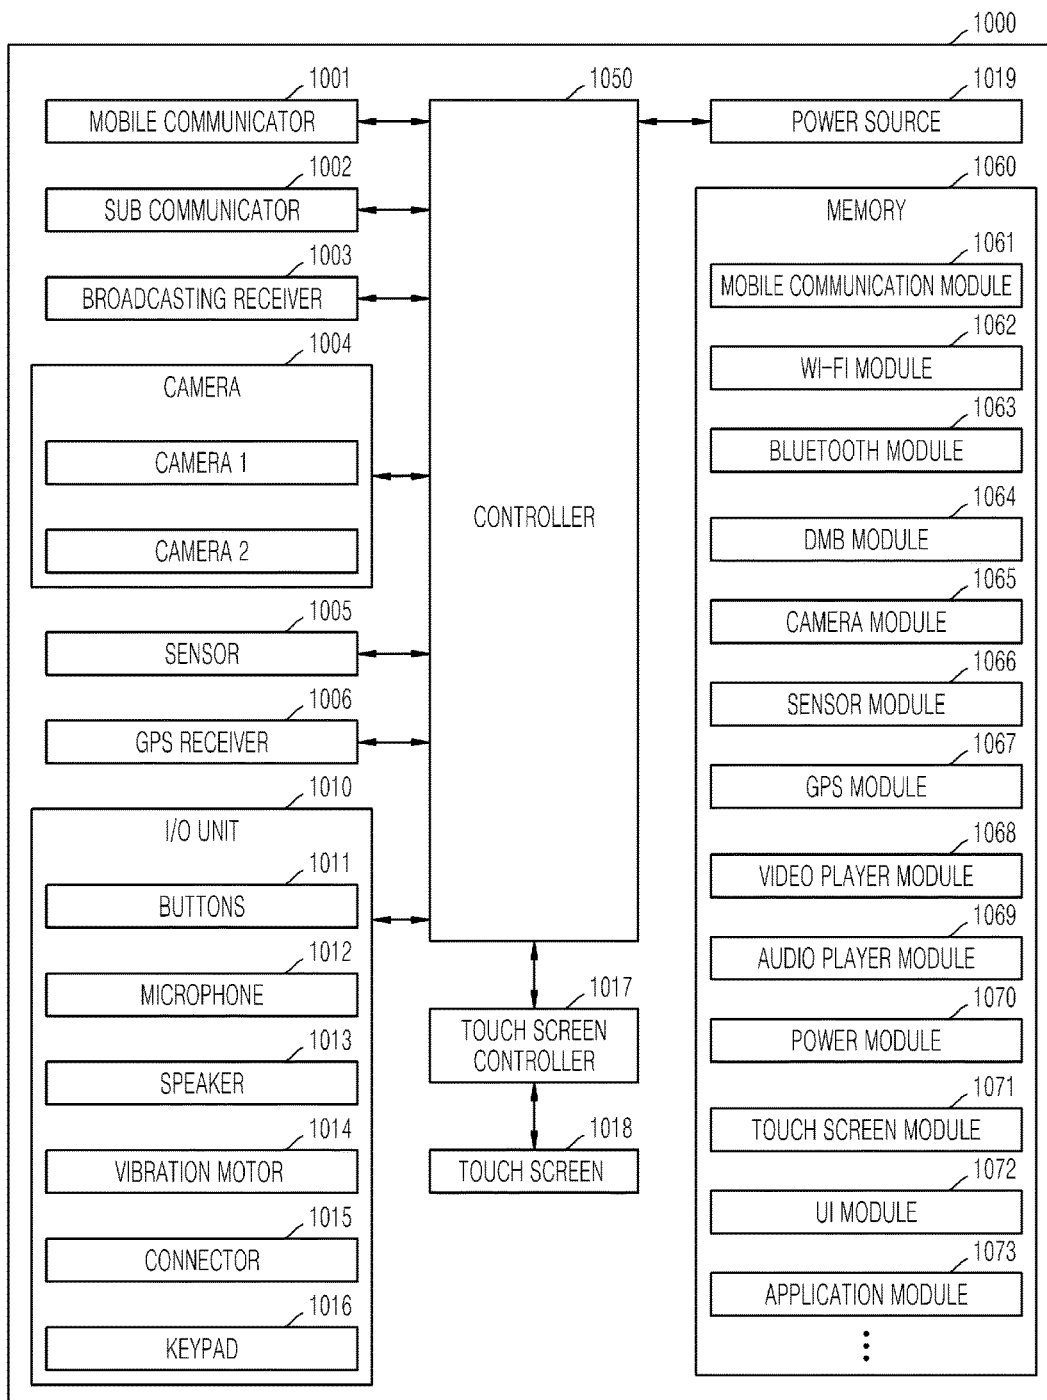 1000
1001
MOBILE COMMUNICATOR
1002
SUB COMMUNICATOR
1003
BROADCASTING RECEIVER
1004
CAMERA
CAMERA 1
CAMERA 2
1005
SENSOR
1006
GPS RECEIVER
1010
I/O UNIT
1011
BUTTONS
1012
MICROPHONE
1013
SPEAKER
1014
VIBRATION MOTOR
1015
CONNECTOR
1016
KEYPAD
1050
CONTROLLER
1017
TOUCH SCREEN
CONTROLLER
1018
TOUCH SCREEN
1019
POWER SOURCE
1060
MEMORY
1061
MOBILE COMMUNICATION MODULE
1062
WI-FI MODULE
1063
BLUETOOTH MODULE
1064
DMB MODULE
1065
CAMERA MODULE
1066
SENSOR MODULE
1067
GPS MODULE
1068
VIDEO PLAYER MODULE
1069
AUDIO PLAYER MODULE
1070
POWER MODULE
1071
TOUCH SCREEN MODULE
1072
UI MODULE
1073
APPLICATION MODULE